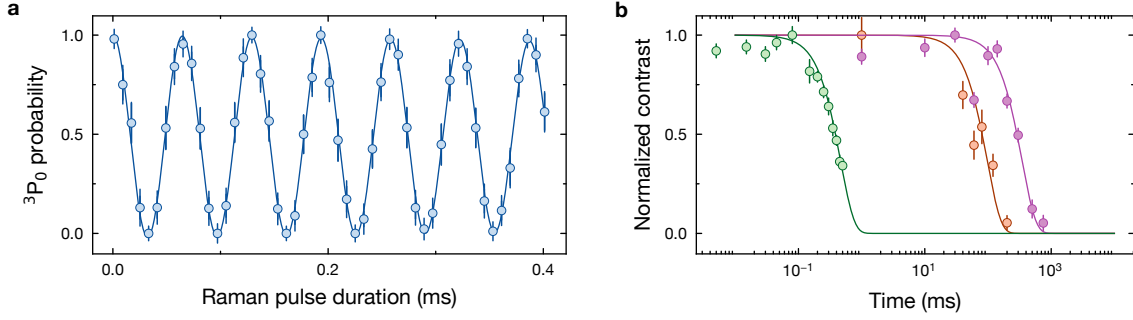 a
³P₀ probability
1.0
0.5
0.0
0.0
0.2
0.4
Raman pulse duration (ms)
b
Normalized contrast
1.0
0.5
0.0
10⁻¹
10¹
10³
Time (ms)